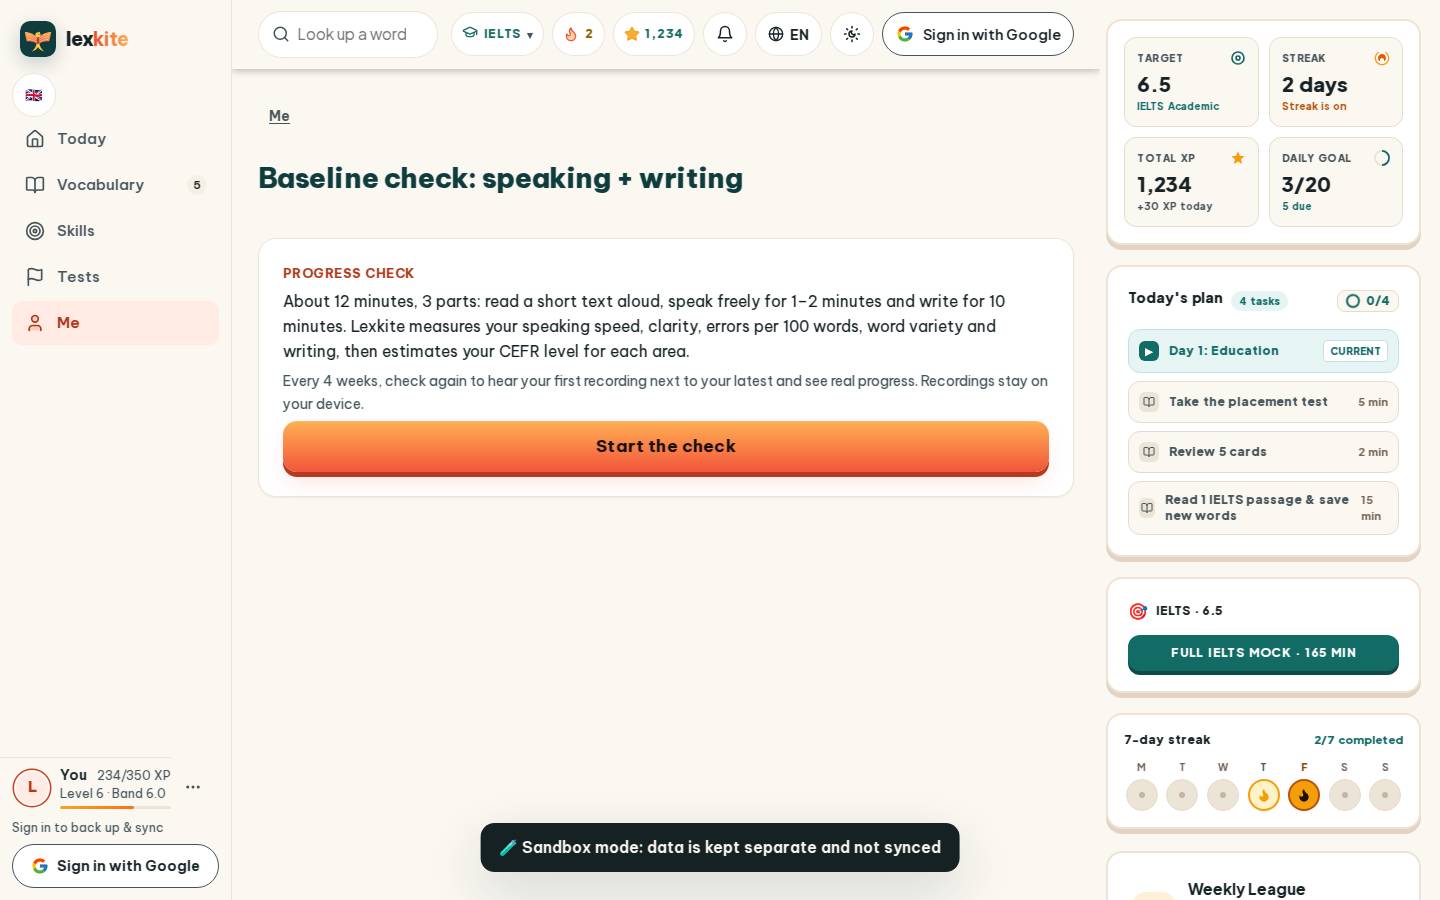 lexkite
Today
Vocabulary 5
Skills
Tests
Me
L
You 234/350 XP
Level 6 · Band 6.0
Sign in to back up & sync
Sign in with Google
Look up a word
IELTS ▾
2
1,234
EN
Sign in with Google
Me
Baseline check: speaking + writing
PROGRESS CHECK
About 12 minutes, 3 parts: read a short text aloud, speak freely for 1–2 minutes and write for 10
minutes. Lexkite measures your speaking speed, clarity, errors per 100 words, word variety and
writing, then estimates your CEFR level for each area.
Every 4 weeks, check again to hear your first recording next to your latest and see real progress. Recordings stay on
your device.
Start the check
🧪 Sandbox mode: data is kept separate and not synced
TARGET
6.5
IELTS Academic
STREAK
2 days
Streak is on
TOTAL XP
1,234
+30 XP today
DAILY GOAL
3/20
5 due
Today's plan 4 tasks 0/4
Day 1: Education CURRENT
Take the placement test 5 min
Review 5 cards 2 min
Read 1 IELTS passage & save 15
new words min
🎯 IELTS · 6.5
FULL IELTS MOCK · 165 MIN
7-day streak 2/7 completed
M T W T F S S
Weekly League